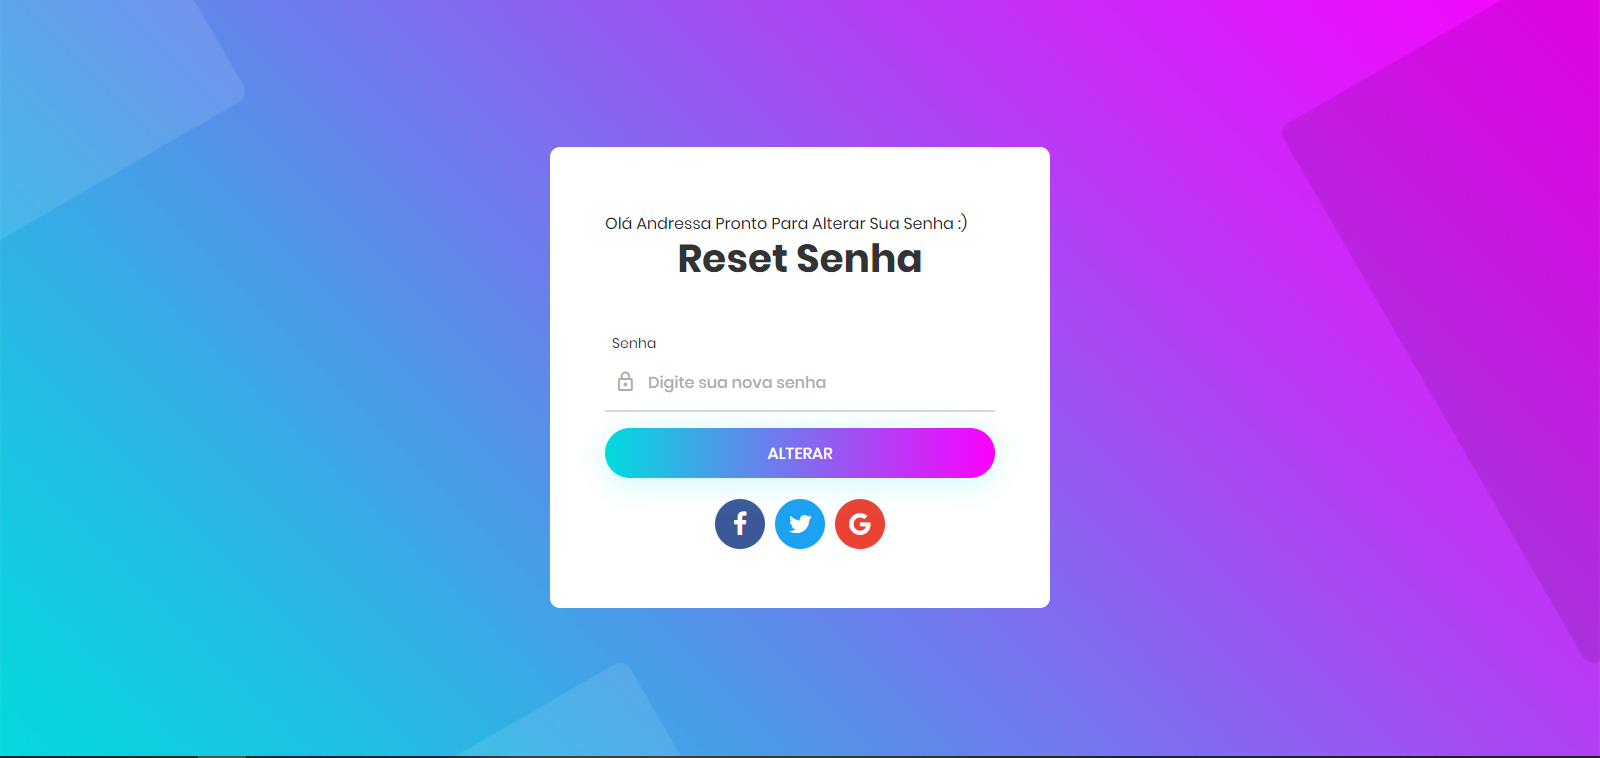 Olá Andressa Pronto Para Alterar Sua Senha :)
Reset Senha
Senha
Digite sua nova senha
ALTERAR